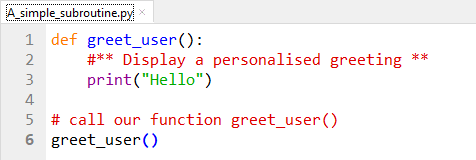 A_simple_subroutine.py ×
1 def greet_user():
2     #** Display a personalised greeting **
3     print("Hello")
4
5 # call our function greet_user()
6 greet_user()